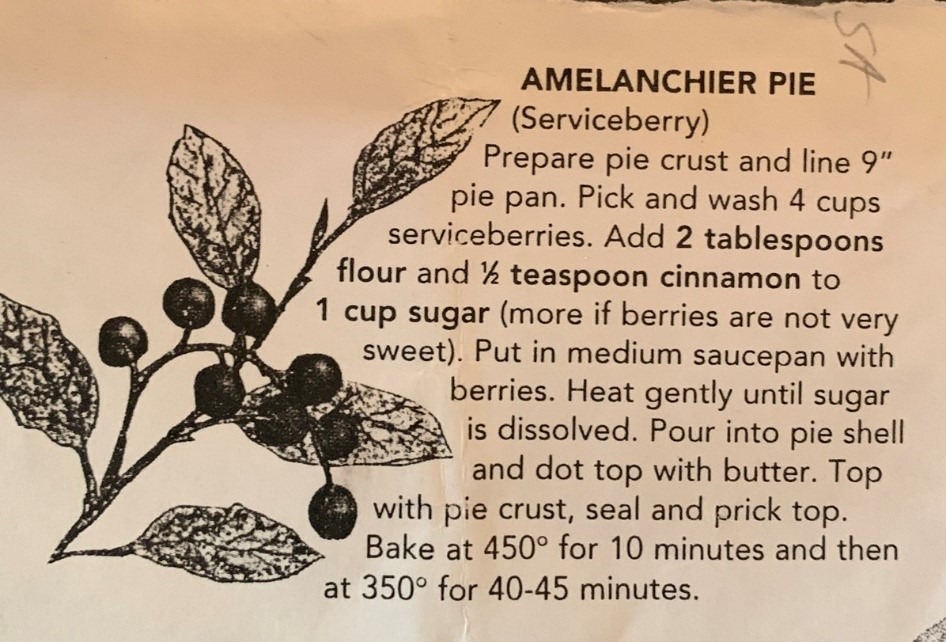 AMELANCHIER PIE
(Serviceberry)
Prepare pie crust and line 9"
pie pan. Pick and wash 4 cups
serviceberries. Add 2 tablespoons
flour and ½ teaspoon cinnamon to
1 cup sugar (more if berries are not very
sweet). Put in medium saucepan with
berries. Heat gently until sugar
is dissolved. Pour into pie shell
and dot top with butter. Top
with pie crust, seal and prick top.
Bake at 450° for 10 minutes and then
at 350° for 40-45 minutes.